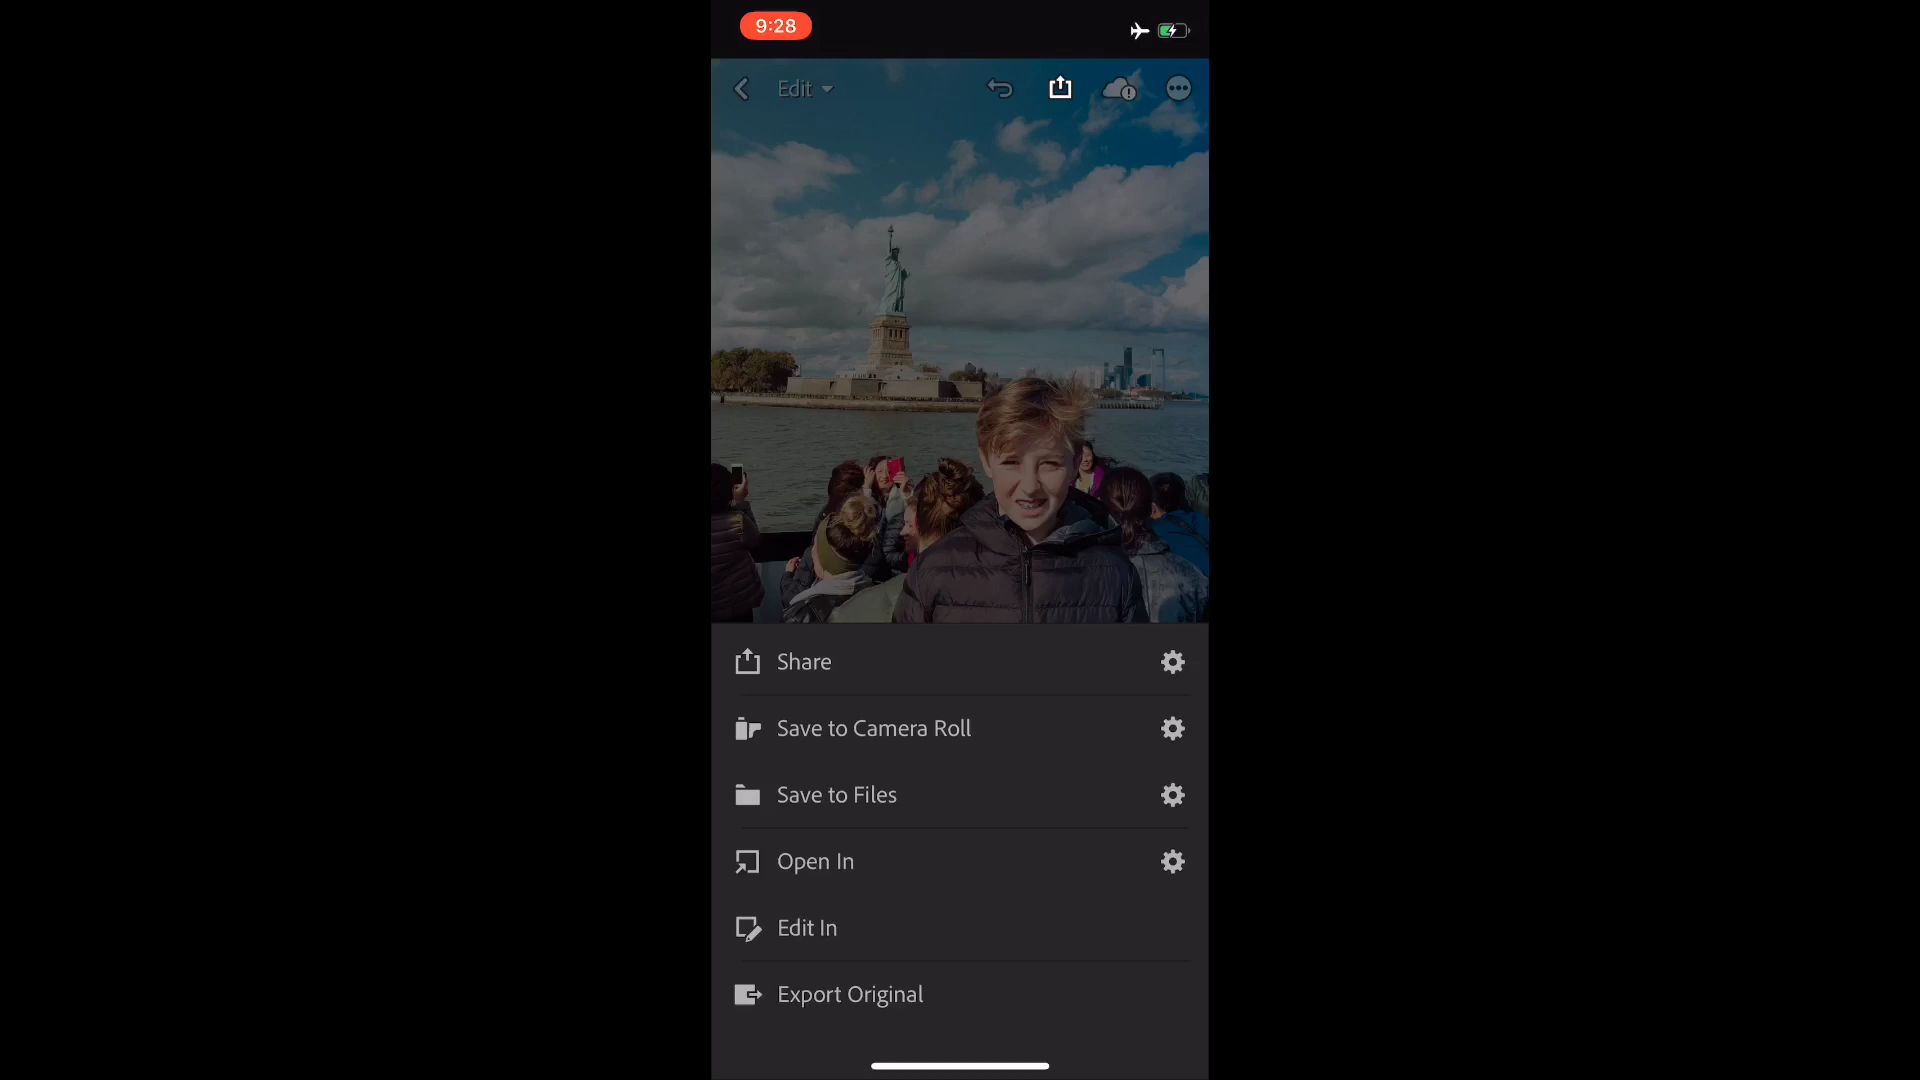 9:28
Edit
Share
Save to Camera Roll
Save to Files
Open In
Edit In
Export Original